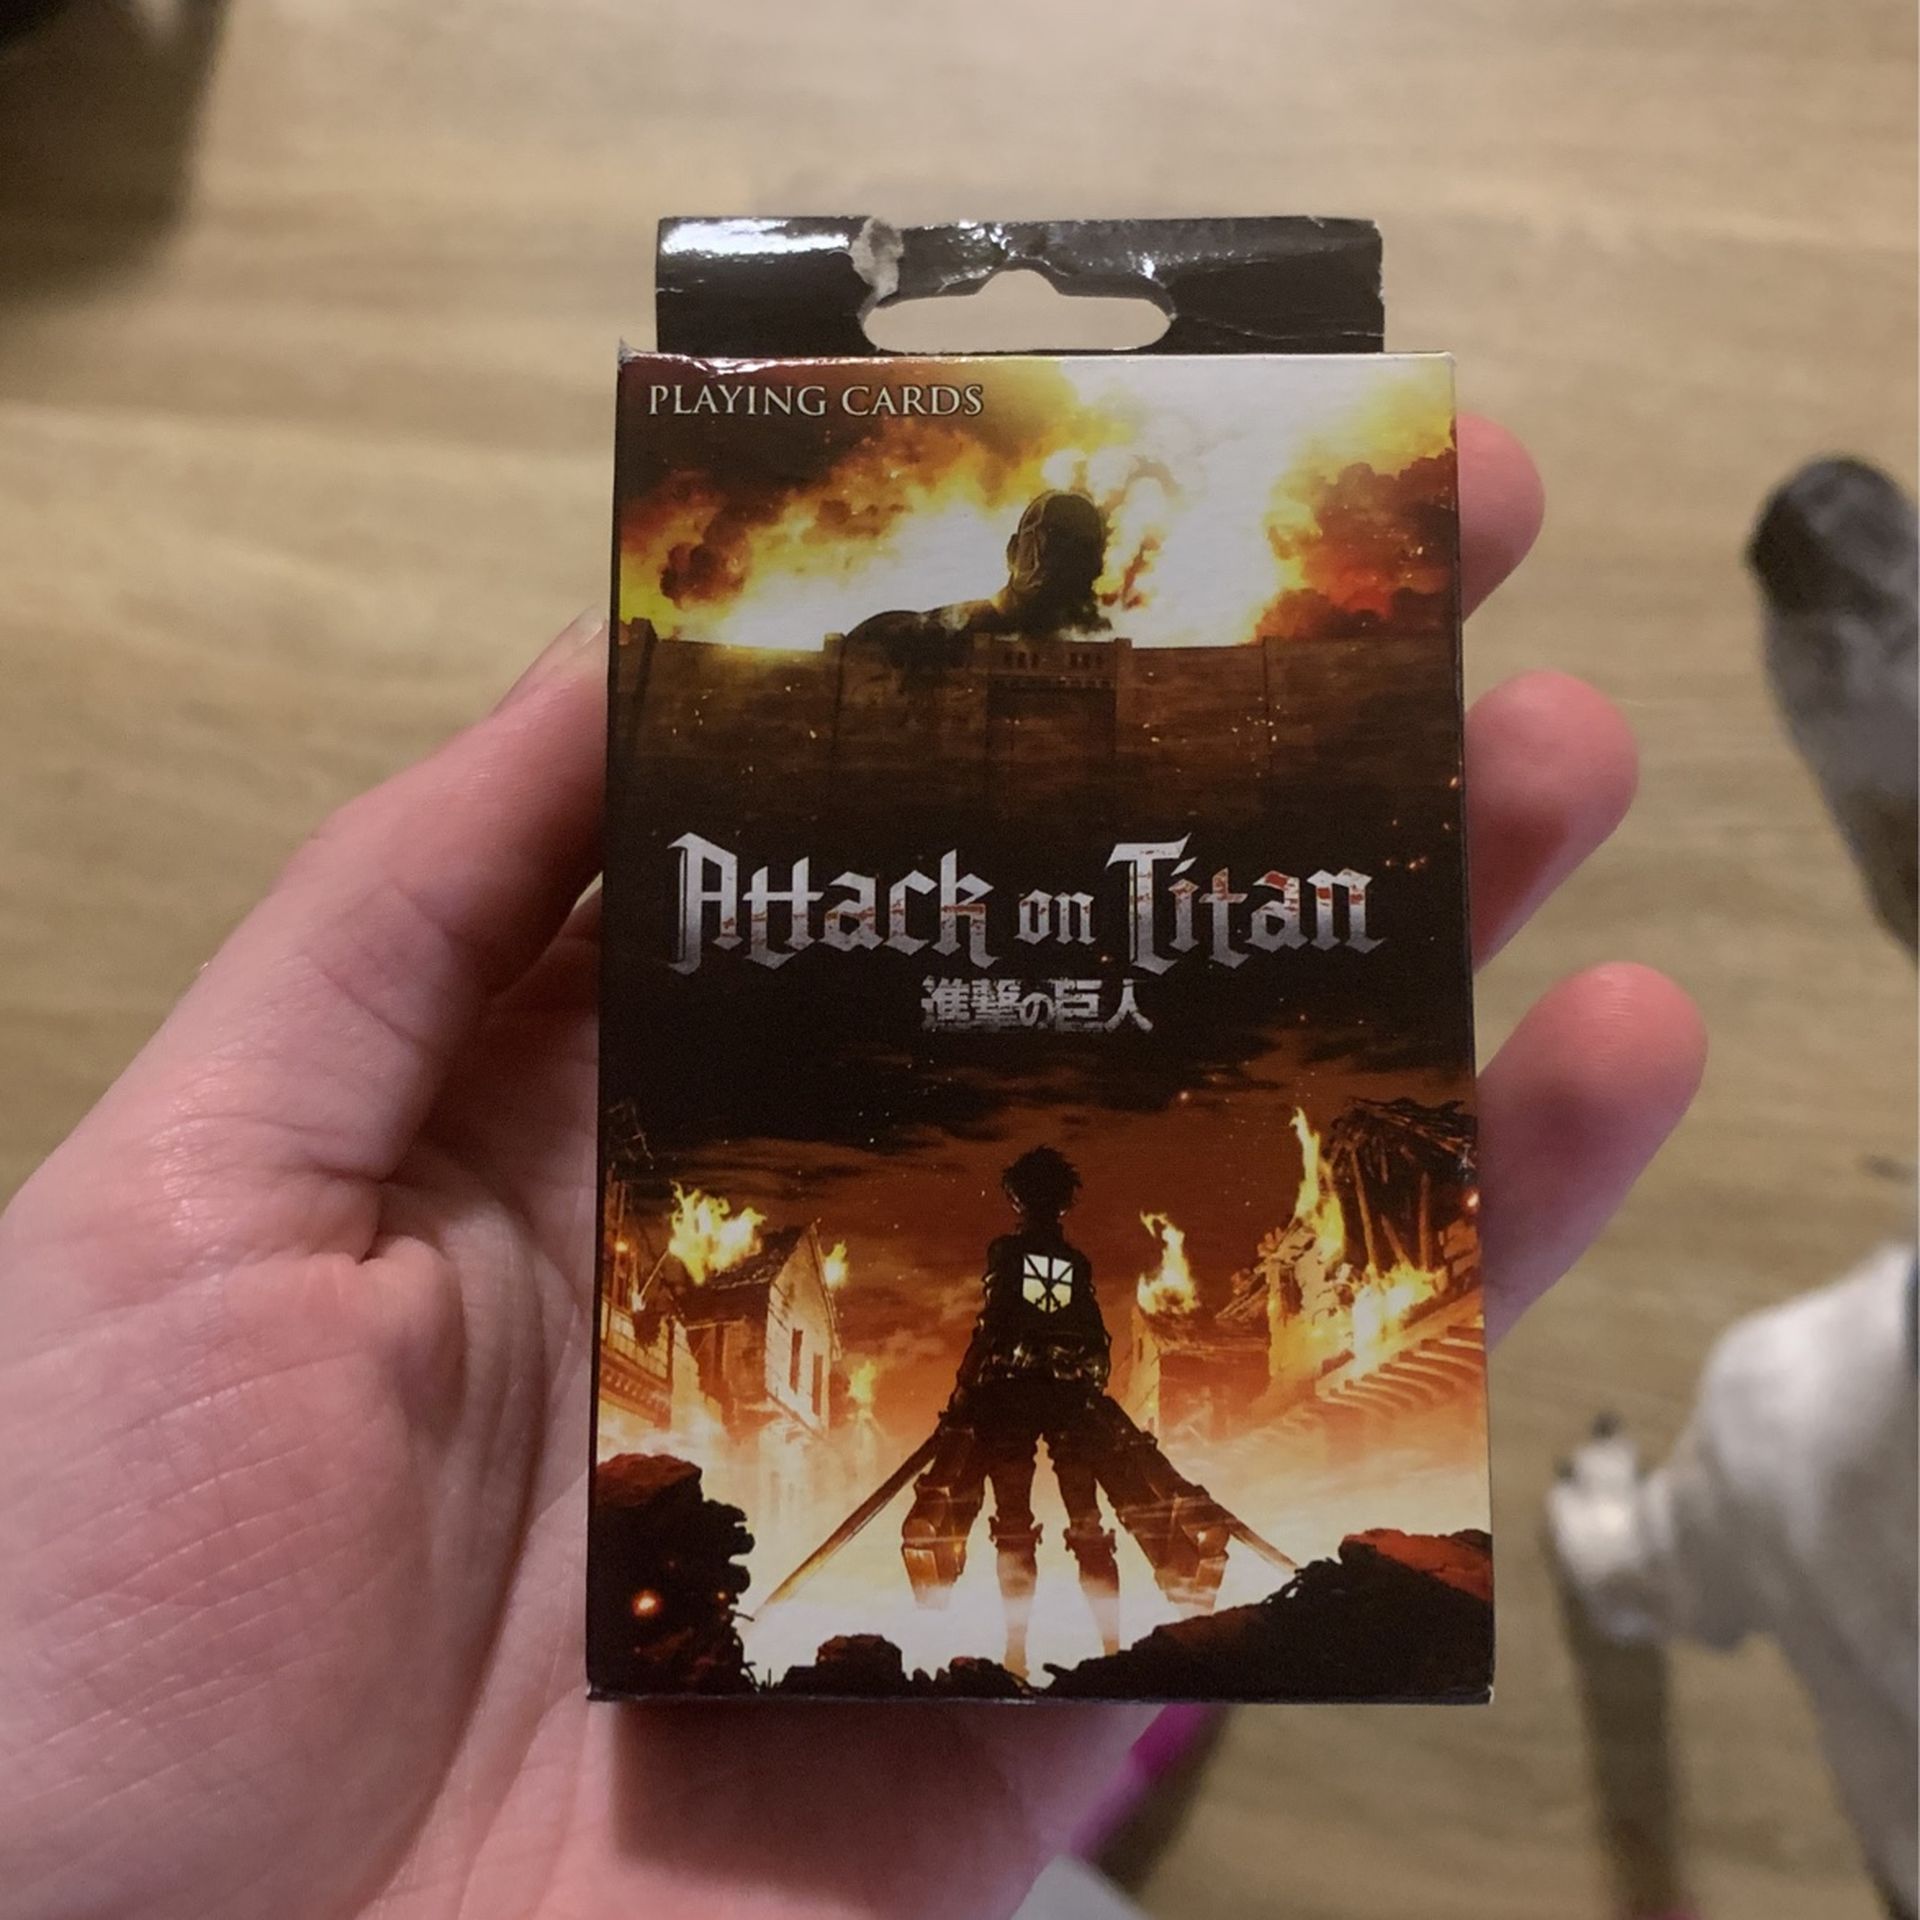 PLAYING CARDS
Attack on Titan
進撃の巨人